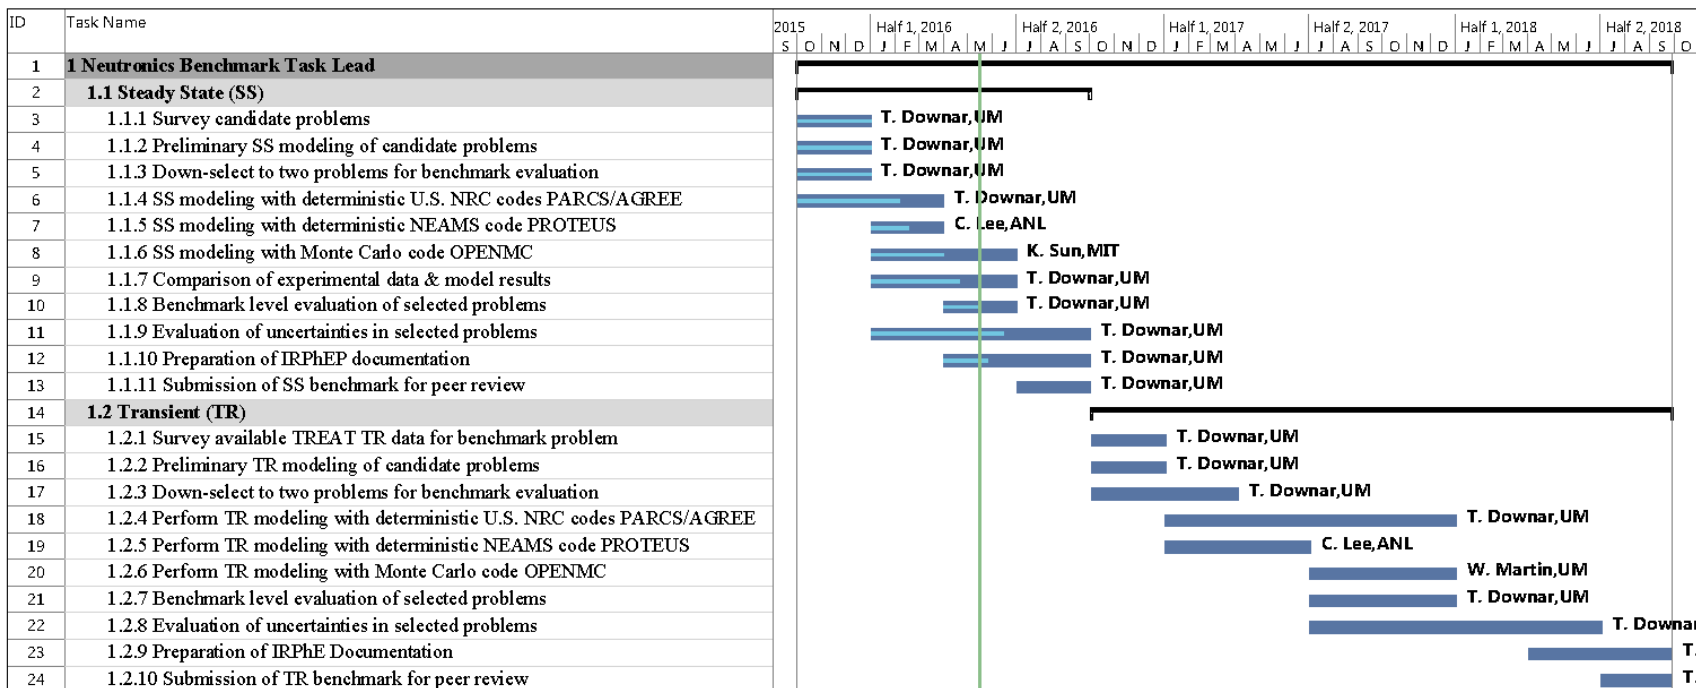 ID Task Name 2015 Half 1, 2016 Half 2, 2016 Half 1, 2017 Half 2, 2017 Half 1, 2018 Half 2, 2018
S O N D J F M A M J J A S O N D J F M A M J J A S O N D J F M A M J J A S O
1 1 Neutronics Benchmark Task Lead
2 1.1 Steady State (SS)
3 1.1.1 Survey candidate problems T. Downar,UM
4 1.1.2 Preliminary SS modeling of candidate problems T. Downar,UM
5 1.1.3 Down-select to two problems for benchmark evaluation T. Downar,UM
6 1.1.4 SS modeling with deterministic U.S. NRC codes PARCS/AGREE T. Downar,UM
7 1.1.5 SS modeling with deterministic NEAMS code PROTEUS C. Lee,ANL
8 1.1.6 SS modeling with Monte Carlo code OPENMC K. Sun,MIT
9 1.1.7 Comparison of experimental data & model results T. Downar,UM
10 1.1.8 Benchmark level evaluation of selected problems T. Downar,UM
11 1.1.9 Evaluation of uncertainties in selected problems T. Downar,UM
12 1.1.10 Preparation of IRPhEP documentation T. Downar,UM
13 1.1.11 Submission of SS benchmark for peer review T. Downar,UM
14 1.2 Transient (TR)
15 1.2.1 Survey available TREAT TR data for benchmark problem T. Downar,UM
16 1.2.2 Preliminary TR modeling of candidate problems T. Downar,UM
17 1.2.3 Down-select to two problems for benchmark evaluation T. Downar,UM
18 1.2.4 Perform TR modeling with deterministic U.S. NRC codes PARCS/AGREE T. Downar,UM
19 1.2.5 Perform TR modeling with deterministic NEAMS code PROTEUS C. Lee,ANL
20 1.2.6 Perform TR modeling with Monte Carlo code OPENMC W. Martin,UM
21 1.2.7 Benchmark level evaluation of selected problems T. Downar,UM
22 1.2.8 Evaluation of uncertainties in selected problems T. Downar
23 1.2.9 Preparation of IRPhE Documentation T.
24 1.2.10 Submission of TR benchmark for peer review T.